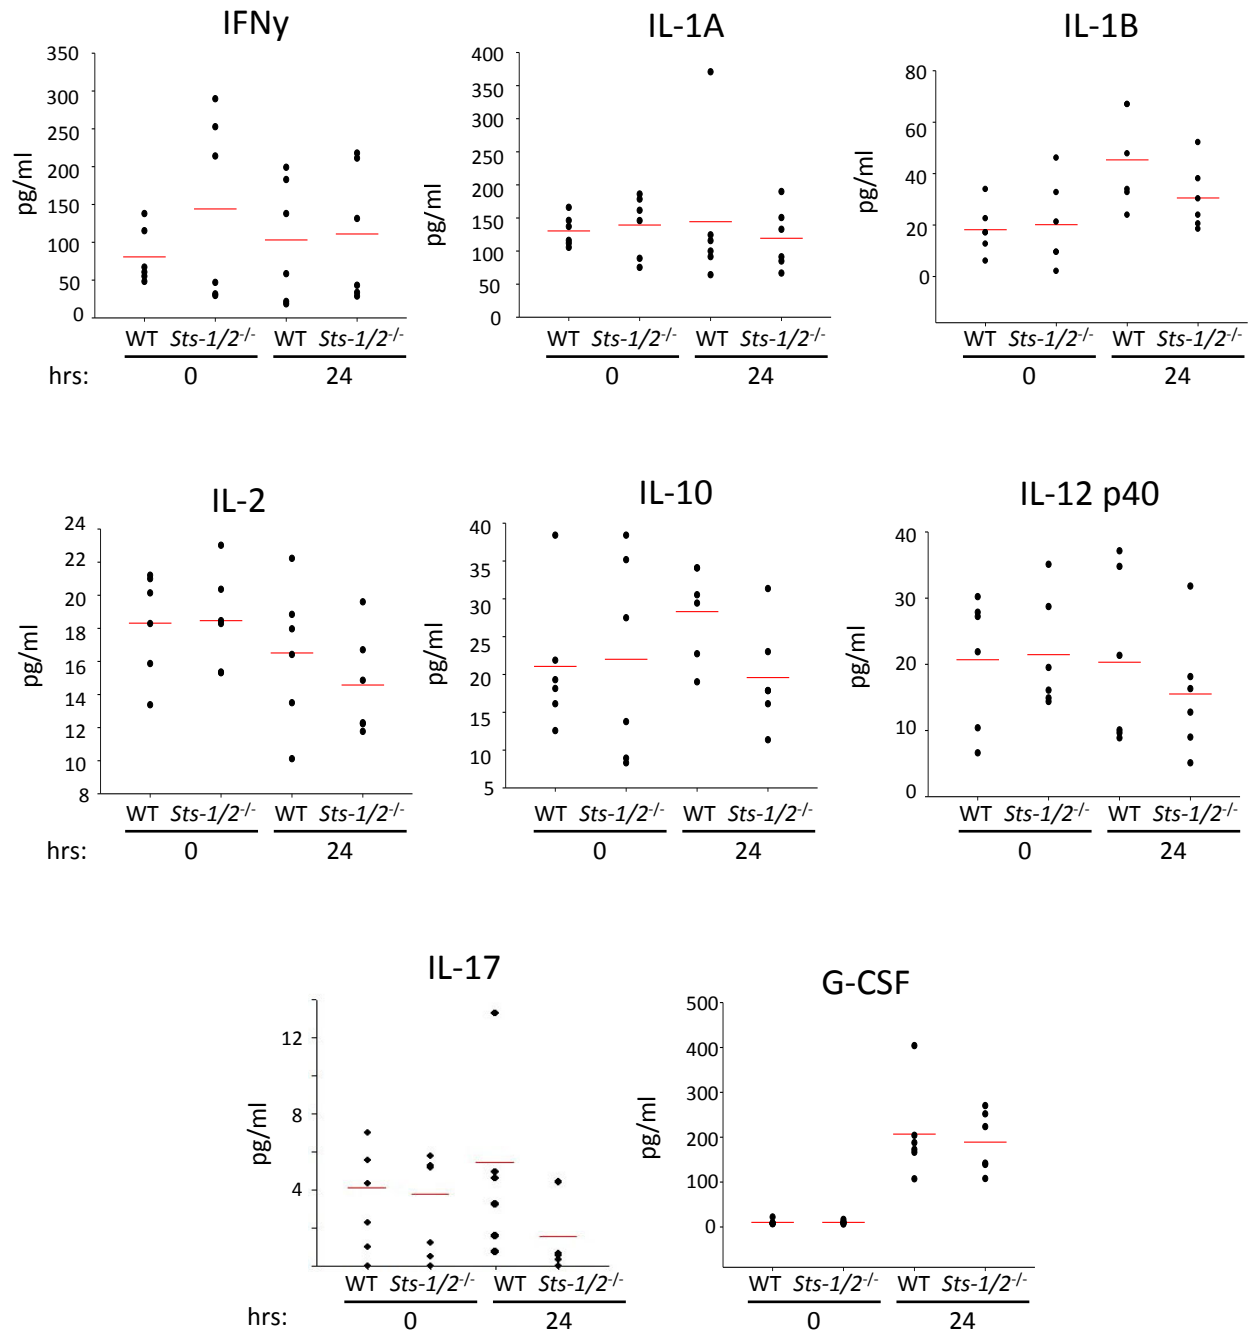 IFNy
350
300
250
200
150
100
50
0
pg/ml
WT Sts-1/2-/- WT Sts-1/2-/-
hrs: 0 24
IL-1A
400
350
300
250
200
150
100
50
0
pg/ml
WT Sts-1/2-/- WT Sts-1/2-/-
0 24
IL-1B
80
60
40
20
0
pg/ml
WT Sts-1/2-/- WT Sts-1/2-/-
0 24
IL-2
24
22
20
18
16
14
12
10
8
pg/ml
WT Sts-1/2-/- WT Sts-1/2-/-
hrs: 0 24
IL-10
40
35
30
25
20
15
10
5
pg/ml
WT Sts-1/2-/- WT Sts-1/2-/-
0 24
IL-12 p40
40
30
20
10
0
pg/ml
WT Sts-1/2-/- WT Sts-1/2-/-
0 24
IL-17
12
8
4
pg/ml
WT Sts-1/2-/- WT Sts-1/2-/-
hrs: 0 24
G-CSF
500
400
300
200
100
0
pg/ml
WT Sts-1/2-/- WT Sts-1/2-/-
0 24